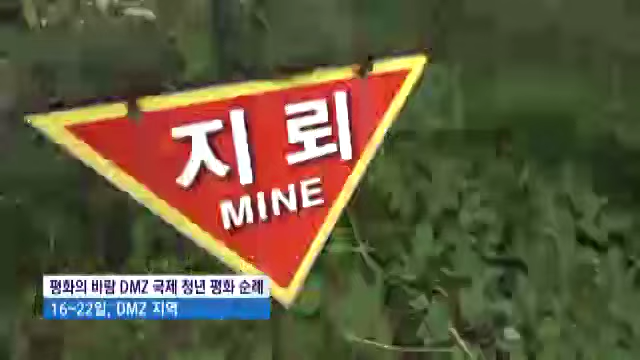 지뢰
MINE
평화의 바람 DMZ 국제 청년 평화 순례
16~22일, DMZ 지역